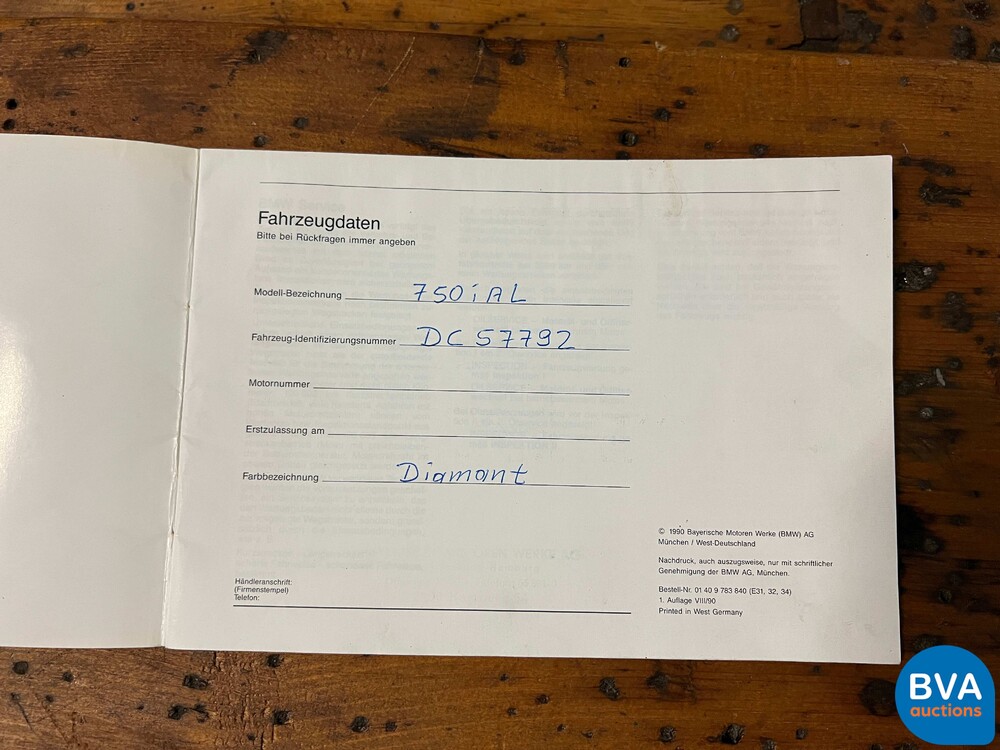 Fahrzeugdaten
Bitte bei Rückfragen immer angeben
Modell-Bezeichnung 750iAL
Fahrzeug-Identifizierungsnummer DC 57792
Motornummer
Erstzulassung am
Farbbezeichnung Diamant
© 1990 Bayerische Motoren Werke (BMW) AG
München / West-Deutschland
Nachdruck, auch auszugsweise, nur mit schriftlicher
Genehmigung der BMW AG, München.
Bestell-Nr. 01 40 9 783 840 (E31, 32, 34)
1. Auflage VIII/90
Printed in West Germany
Händleranschrift:
(Firmenstempel)
Telefon:
BVA
auctions